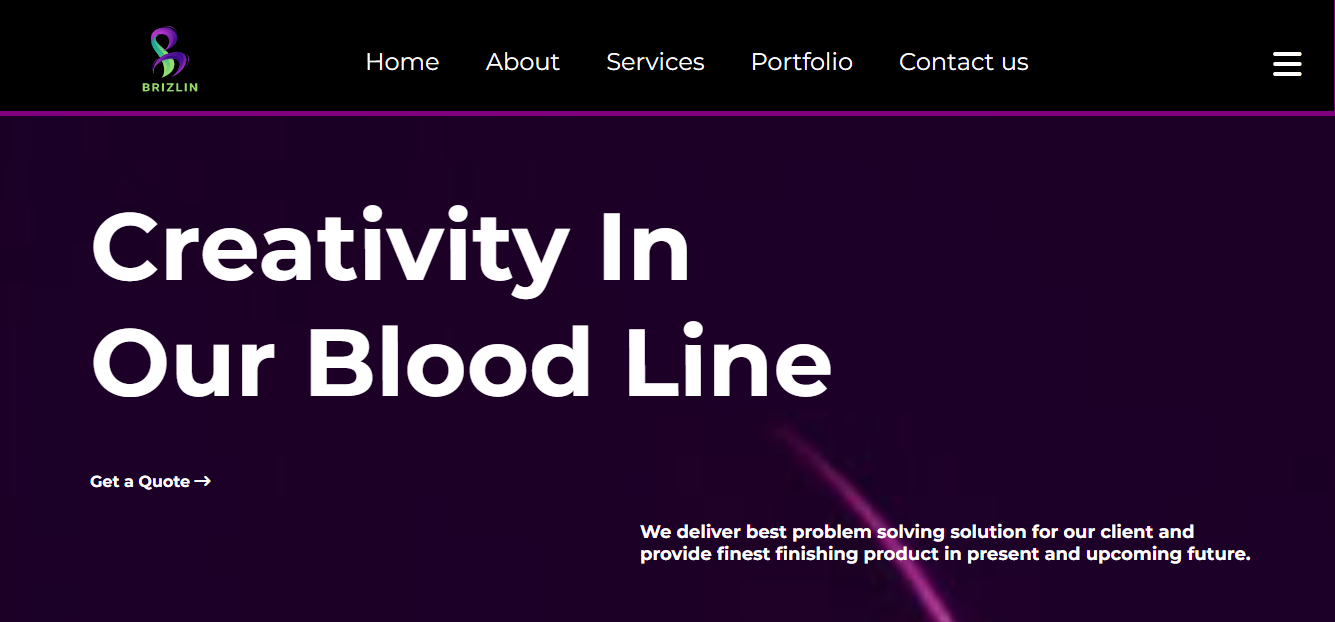 BRIZLIN
Home About Services Portfolio Contact us
Creativity In
Our Blood Line
Get a Quote →
We deliver best problem solving solution for our client and
provide finest finishing product in present and upcoming future.